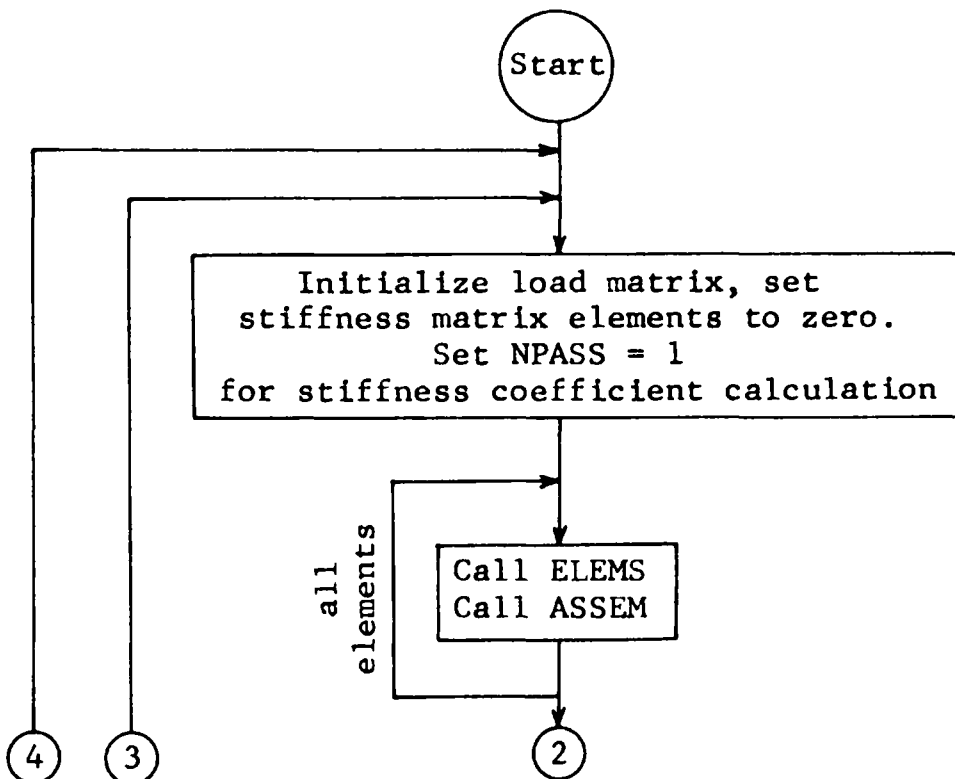 Start
Initialize load matrix, set
stiffness matrix elements to zero.
Set NPASS = 1
for stiffness coefficient calculation
all
elements
Call ELEMS
Call ASSEM
4
3
2